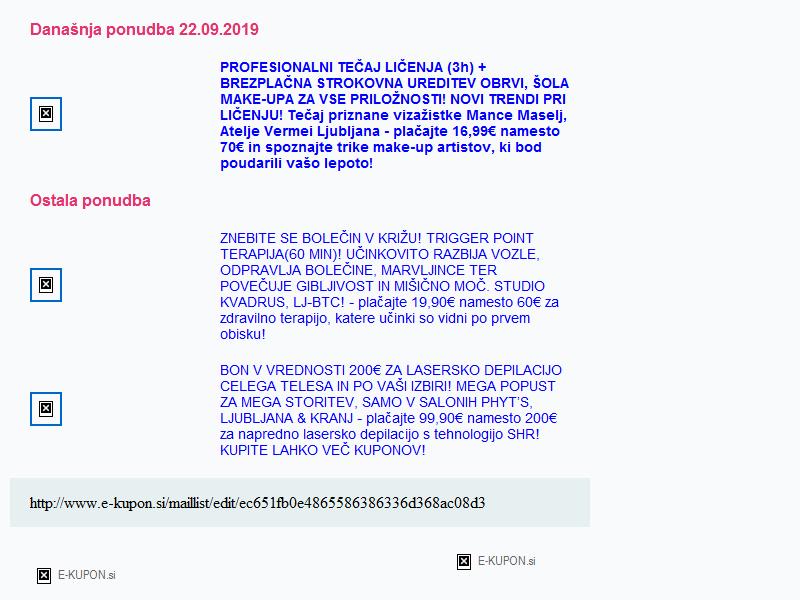 Današnja ponudba 22.09.2019
PROFESIONALNI TEČAJ LIČENJA (3h) +
BREZPLAČNA STROKOVNA UREDITEV OBRVI, ŠOLA
MAKE-UPA ZA VSE PRILOŽNOSTI! NOVI TRENDI PRI
LIČENJU! Tečaj priznane vizažistke Mance Maselj,
Atelje Vermei Ljubljana - plačajte 16,99€ namesto
70€ in spoznajte trike make-up artistov, ki bod
poudarili vašo lepoto!
Ostala ponudba
ZNEBITE SE BOLEČIN V KRIŽU! TRIGGER POINT
TERAPIJA(60 MIN)! UČINKOVITO RAZBIJA VOZLE,
ODPRAVLJA BOLEČINE, MARVLJINCE TER
POVEČUJE GIBLJIVOST IN MIŠIČNO MOČ. STUDIO
KVADRUS, LJ-BTC! - plačajte 19,90€ namesto 60€ za
zdravilno terapijo, katere učinki so vidni po prvem
obisku!
BON V VREDNOSTI 200€ ZA LASERSKO DEPILACIJO
CELEGA TELESA IN PO VAŠI IZBIRI! MEGA POPUST
ZA MEGA STORITEV, SAMO V SALONIH PHYT'S,
LJUBLJANA & KRANJ - plačajte 99,90€ namesto 200€
za napredno lasersko depilacijo s tehnologijo SHR!
KUPITE LAHKO VEČ KUPONOV!
http://www.e-kupon.si/maillist/edit/ec651fb0e4865586386336d368ac08d3
E-KUPON.si
E-KUPON.si